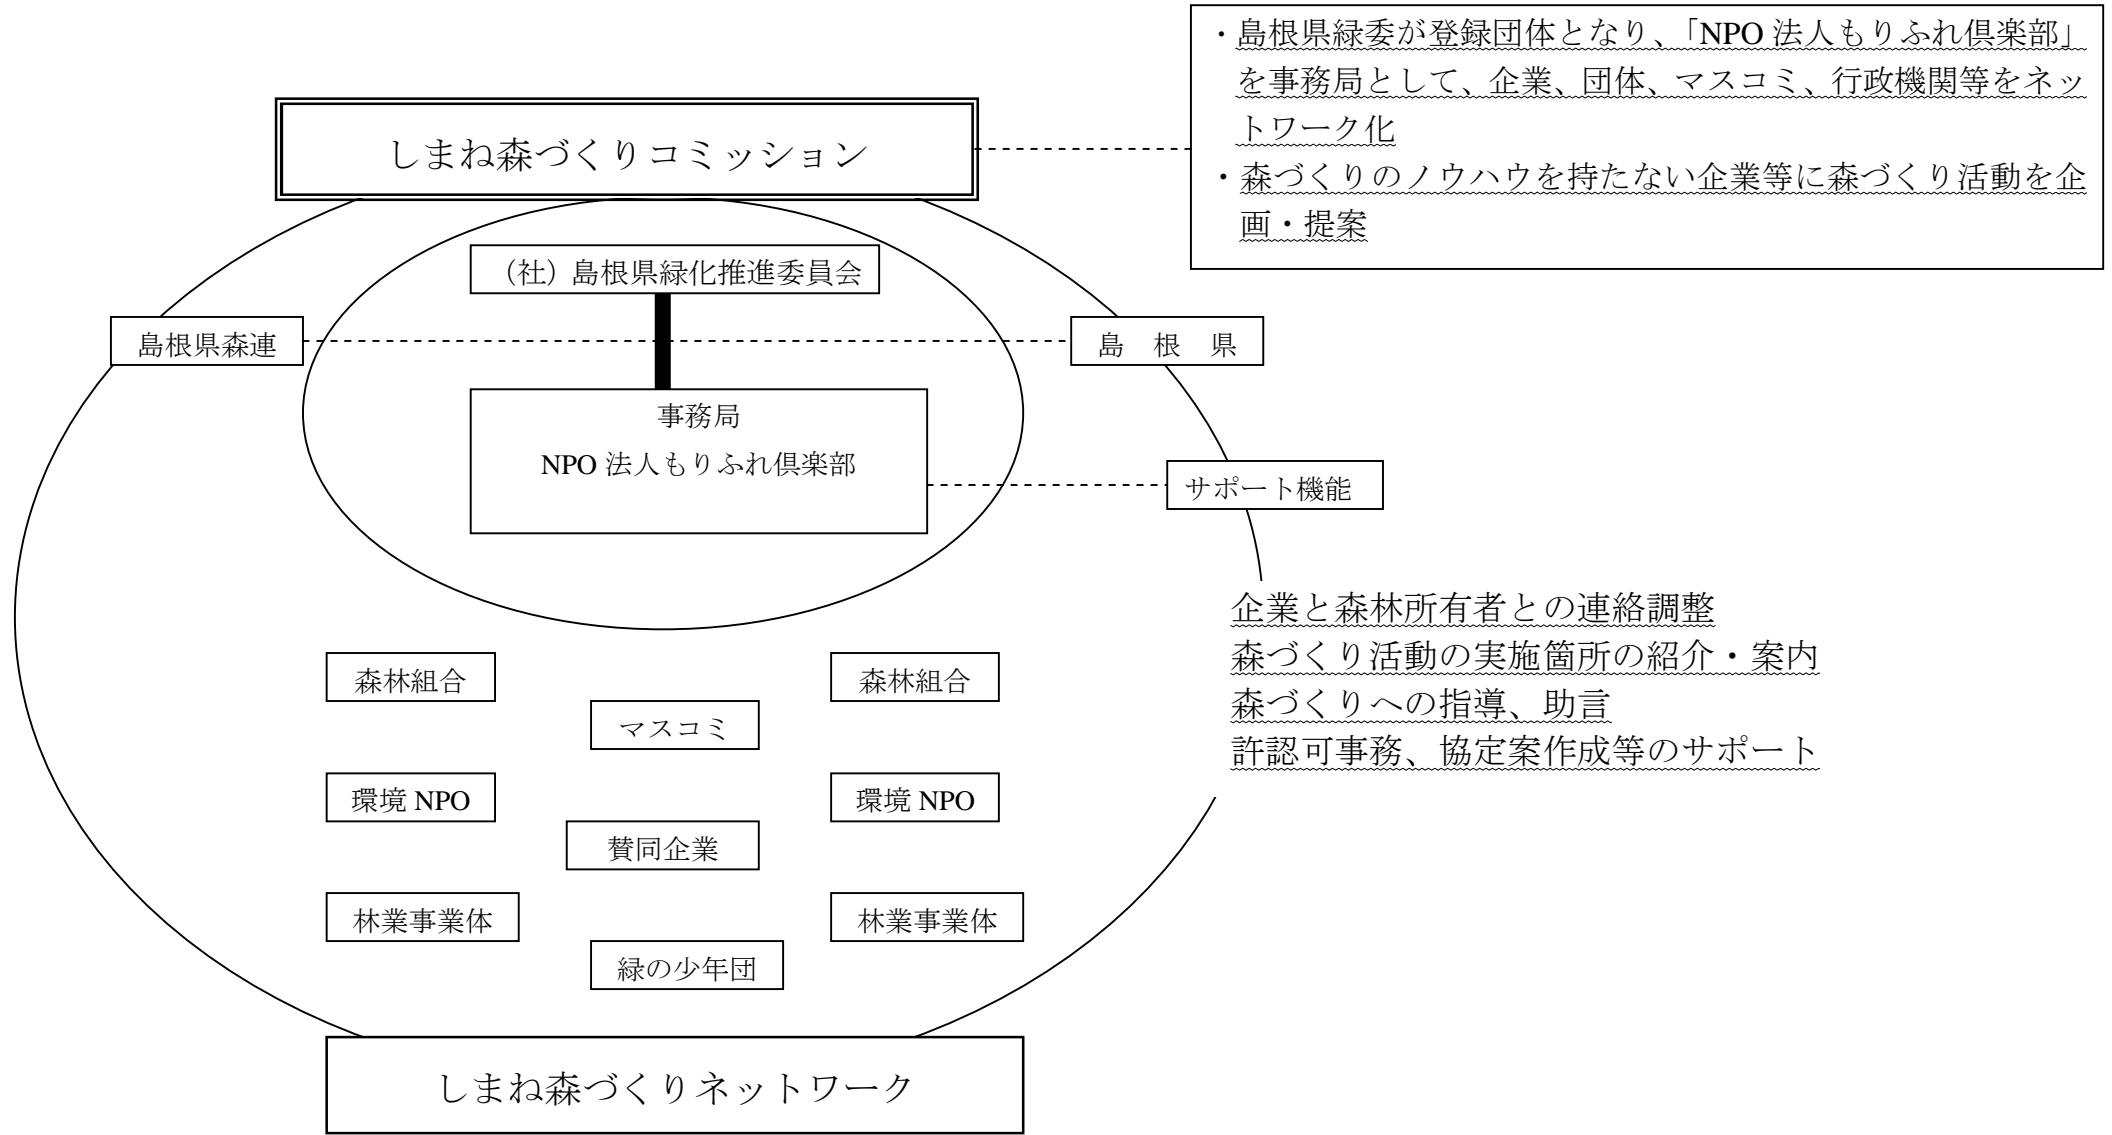 ・島根県緑委が登録団体となり、「NPO 法人もりふれ倶楽部」
を事務局として、企業、団体、マスコミ、行政機関等をネッ
トワーク化
・森づくりのノウハウを持たない企業等に森づくり活動を企
画・提案
しまね森づくりコミッション
（社）島根県緑化推進委員会
島根県森連
島　根　県
事務局
NPO 法人もりふれ倶楽部
サポート機能
企業と森林所有者との連絡調整
森づくり活動の実施箇所の紹介・案内
森づくりへの指導、助言
許認可事務、協定案作成等のサポート
森林組合
森林組合
マスコミ
環境 NPO
環境 NPO
賛同企業
林業事業体
林業事業体
緑の少年団
しまね森づくりネットワーク